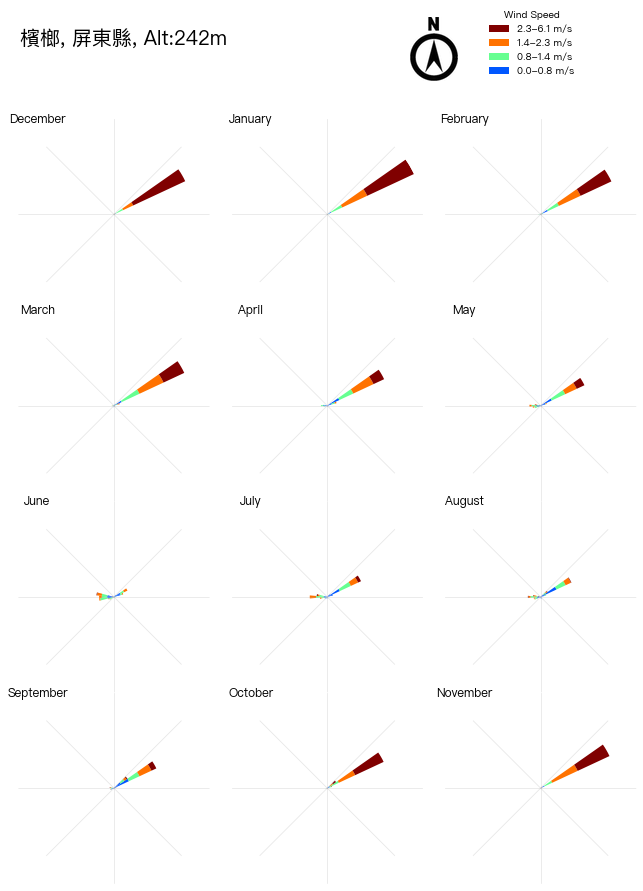 檳榔, 屏東縣, Alt:242m
N
Wind Speed
2.3–6.1 m/s
1.4–2.3 m/s
0.8–1.4 m/s
0.0–0.8 m/s
December
January
February
March
April
May
June
July
August
September
October
November